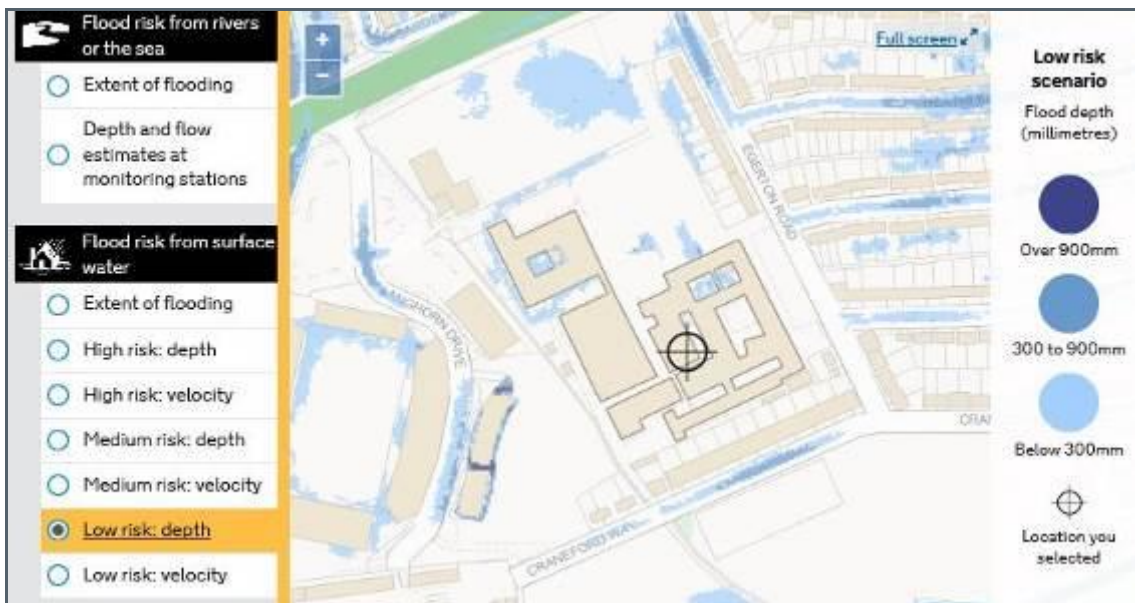 Flood risk from rivers
or the sea
Extent of flooding
Depth and flow
estimates at
monitoring stations
Flood risk from surface
water
Extent of flooding
High risk: depth
High risk: velocity
Medium risk: depth
Medium risk: velocity
Low risk: depth
Low risk: velocity
+
−
Full screen
EGERTON ROAD
DRIVE
CRANEFORD WAY
CRA
Low risk
scenario
Flood depth
(millimetres)
Over 900mm
300 to 900mm
Below 300mm
Location you
selected